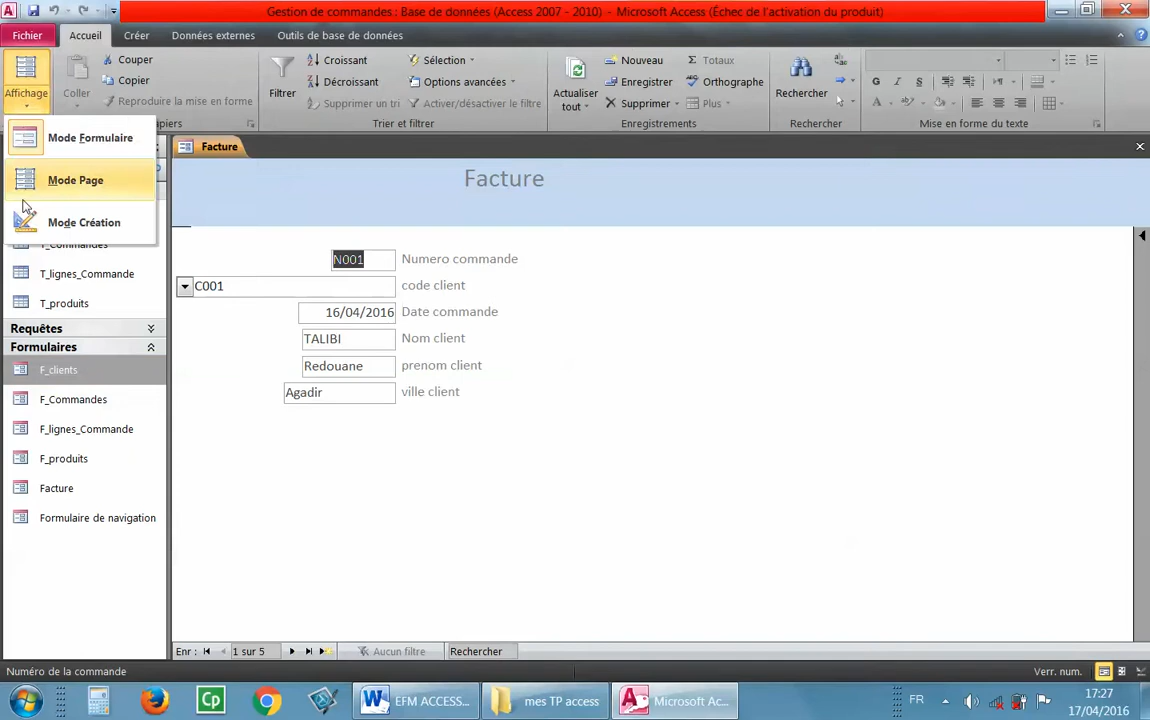 Gestion de commandes : Base de données (Access 2007 - 2010) - Microsoft Access (Échec de l'activation du produit)
Fichier Accueil Créer Données externes Outils de base de données
Affichage
Coller
Couper
Copier
Reproduire la mise en forme
Filtrer
Croissant
Décroissant
Supprimer un tri
Sélection
Options avancées
Activer/désactiver le filtre
Trier et filtrer
Actualiser tout
Nouveau
Enregistrer
Supprimer
Totaux
Orthographe
Plus
Enregistrements
Rechercher
Rechercher
G I S
A
Mise en forme du texte
Mode Formulaire
Mode Page
Mode Création
T_lignes_Commande
T_produits
Requêtes
Formulaires
F_clients
F_Commandes
F_lignes_Commande
F_produits
Facture
Formulaire de navigation
Facture
Facture
N001 Numero commande
C001 code client
16/04/2016 Date commande
TALIBI Nom client
Redouane prenom client
Agadir ville client
Enr : 1 sur 5 Aucun filtre Rechercher
Numéro de la commande
Verr. num.
EFM ACCESS...
mes TP access
Microsoft Ac...
FR
17:27
17/04/2016